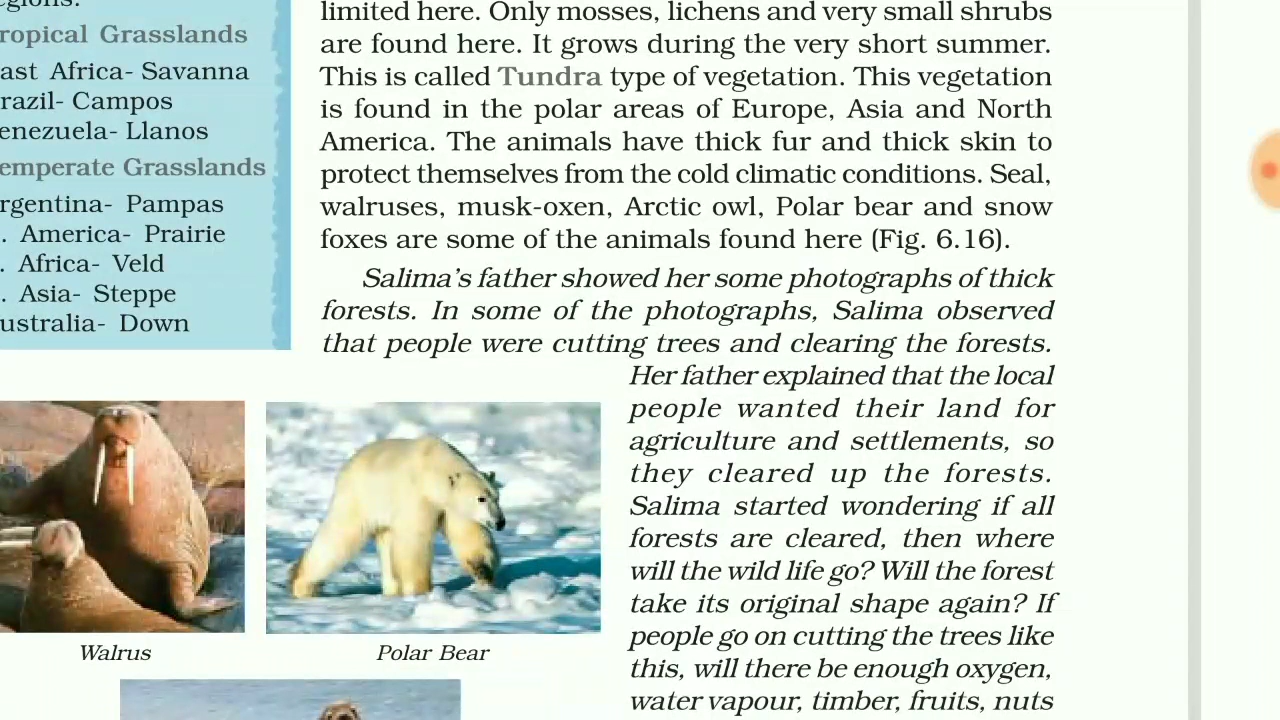 ropical Grasslands
ast Africa- Savanna
razil- Campos
enezuela- Llanos
emperate Grasslands
rgentina- Pampas
. America- Prairie
. Africa- Veld
. Asia- Steppe
ustralia- Down
limited here. Only mosses, lichens and very small shrubs
are found here. It grows during the very short summer.
This is called Tundra type of vegetation. This vegetation
is found in the polar areas of Europe, Asia and North
America. The animals have thick fur and thick skin to
protect themselves from the cold climatic conditions. Seal,
walruses, musk-oxen, Arctic owl, Polar bear and snow
foxes are some of the animals found here (Fig. 6.16).
Salima's father showed her some photographs of thick
forests. In some of the photographs, Salima observed
that people were cutting trees and clearing the forests.
Her father explained that the local
people wanted their land for
agriculture and settlements, so
they cleared up the forests.
Salima started wondering if all
forests are cleared, then where
will the wild life go? Will the forest
take its original shape again? If
people go on cutting the trees like
this, will there be enough oxygen,
water vapour, timber, fruits, nuts
Walrus
Polar Bear